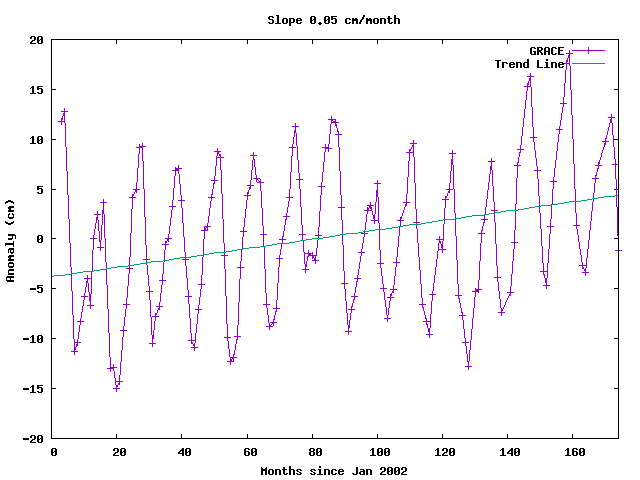 Slope 0.05 cm/month
GRACE
Trend Line
20
15
10
5
0
-5
-10
-15
-20
Anomaly (cm)
0 20 40 60 80 100 120 140 160
Months since Jan 2002